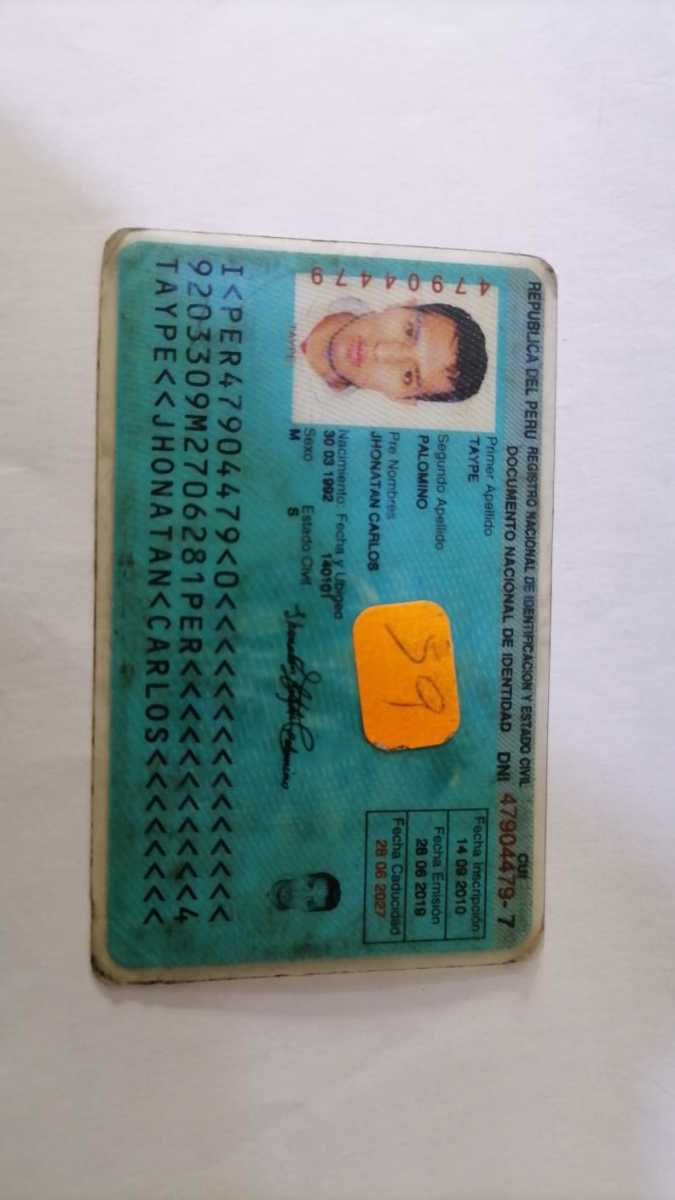 REPUBLICA DEL PERU REGISTRO NACIONAL DE IDENTIFICACION Y ESTADO CIVIL
DOCUMENTO NACIONAL DE IDENTIDAD DNI 47904479-7
CUI
47904479
TAYPE
Primer Apellido
TAYPE
Segundo Apellido
PALOMINO
Pre Nombres
JHONATAN CARLOS
Nacimiento: Fecha y Ubigeo
30 03 1992 140101
Sexo Estado Civil
M S
Fecha Inscripción
14 09 2010
Fecha Emisión
28 06 2019
Fecha Caducidad
28 06 2027
59
I<PER47904479<0<<<<<<<<<<<<<<<
9203309M2706281PER<<<<<<<<<<<4
TAYPE<<JHONATAN<CARLOS<<<<<<<<